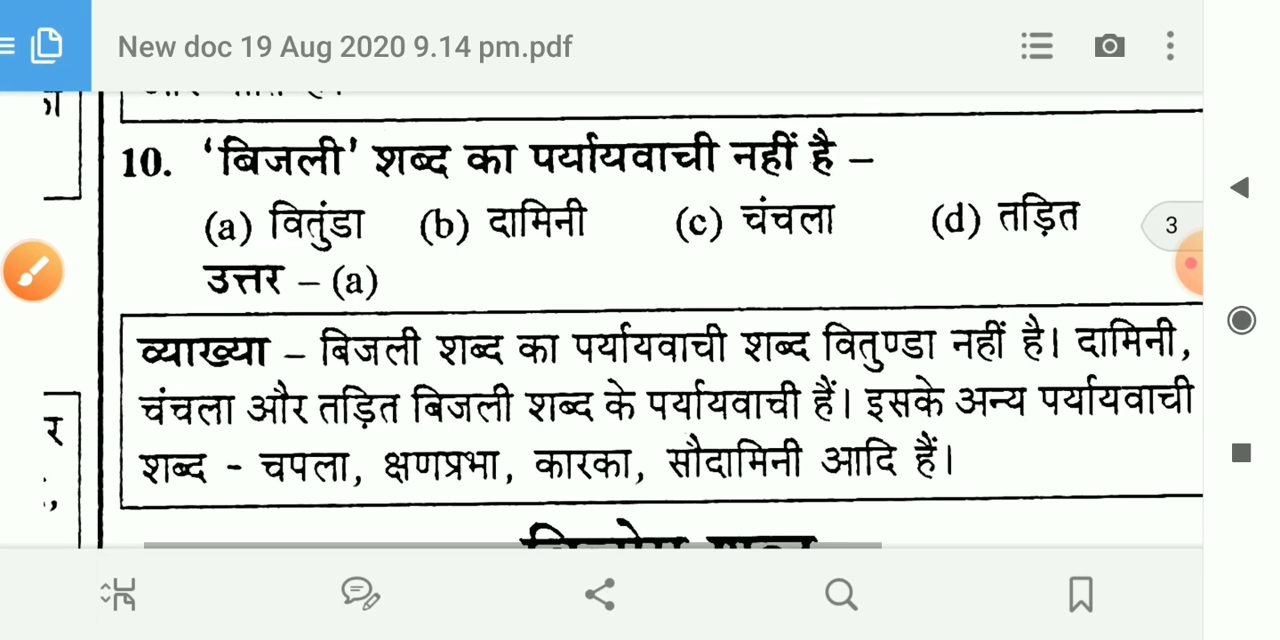 New doc 19 Aug 2020 9.14 pm.pdf
10. ‘बिजली’ शब्द का पर्यायवाची नहीं है –
(a) वितुंडा (b) दामिनी (c) चंचला (d) तड़ित
3
उत्तर – (a)
व्याख्या – बिजली शब्द का पर्यायवाची शब्द वितुण्डा नहीं है। दामिनी,
चंचला और तड़ित बिजली शब्द के पर्यायवाची हैं। इसके अन्य पर्यायवाची
शब्द - चपला, क्षणप्रभा, कारका, सौदामिनी आदि हैं।